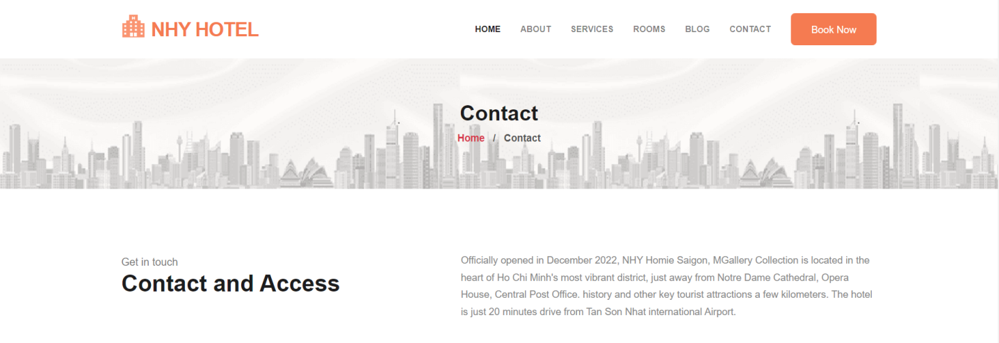 NHY HOTEL
HOME ABOUT SERVICES ROOMS BLOG CONTACT Book Now
Contact
Home / Contact
Get in touch
Contact and Access
Officially opened in December 2022, NHY Homie Saigon, MGallery Collection is located in the
heart of Ho Chi Minh's most vibrant district, just away from Notre Dame Cathedral, Opera
House, Central Post Office. history and other key tourist attractions a few kilometers. The hotel
is just 20 minutes drive from Tan Son Nhat international Airport.